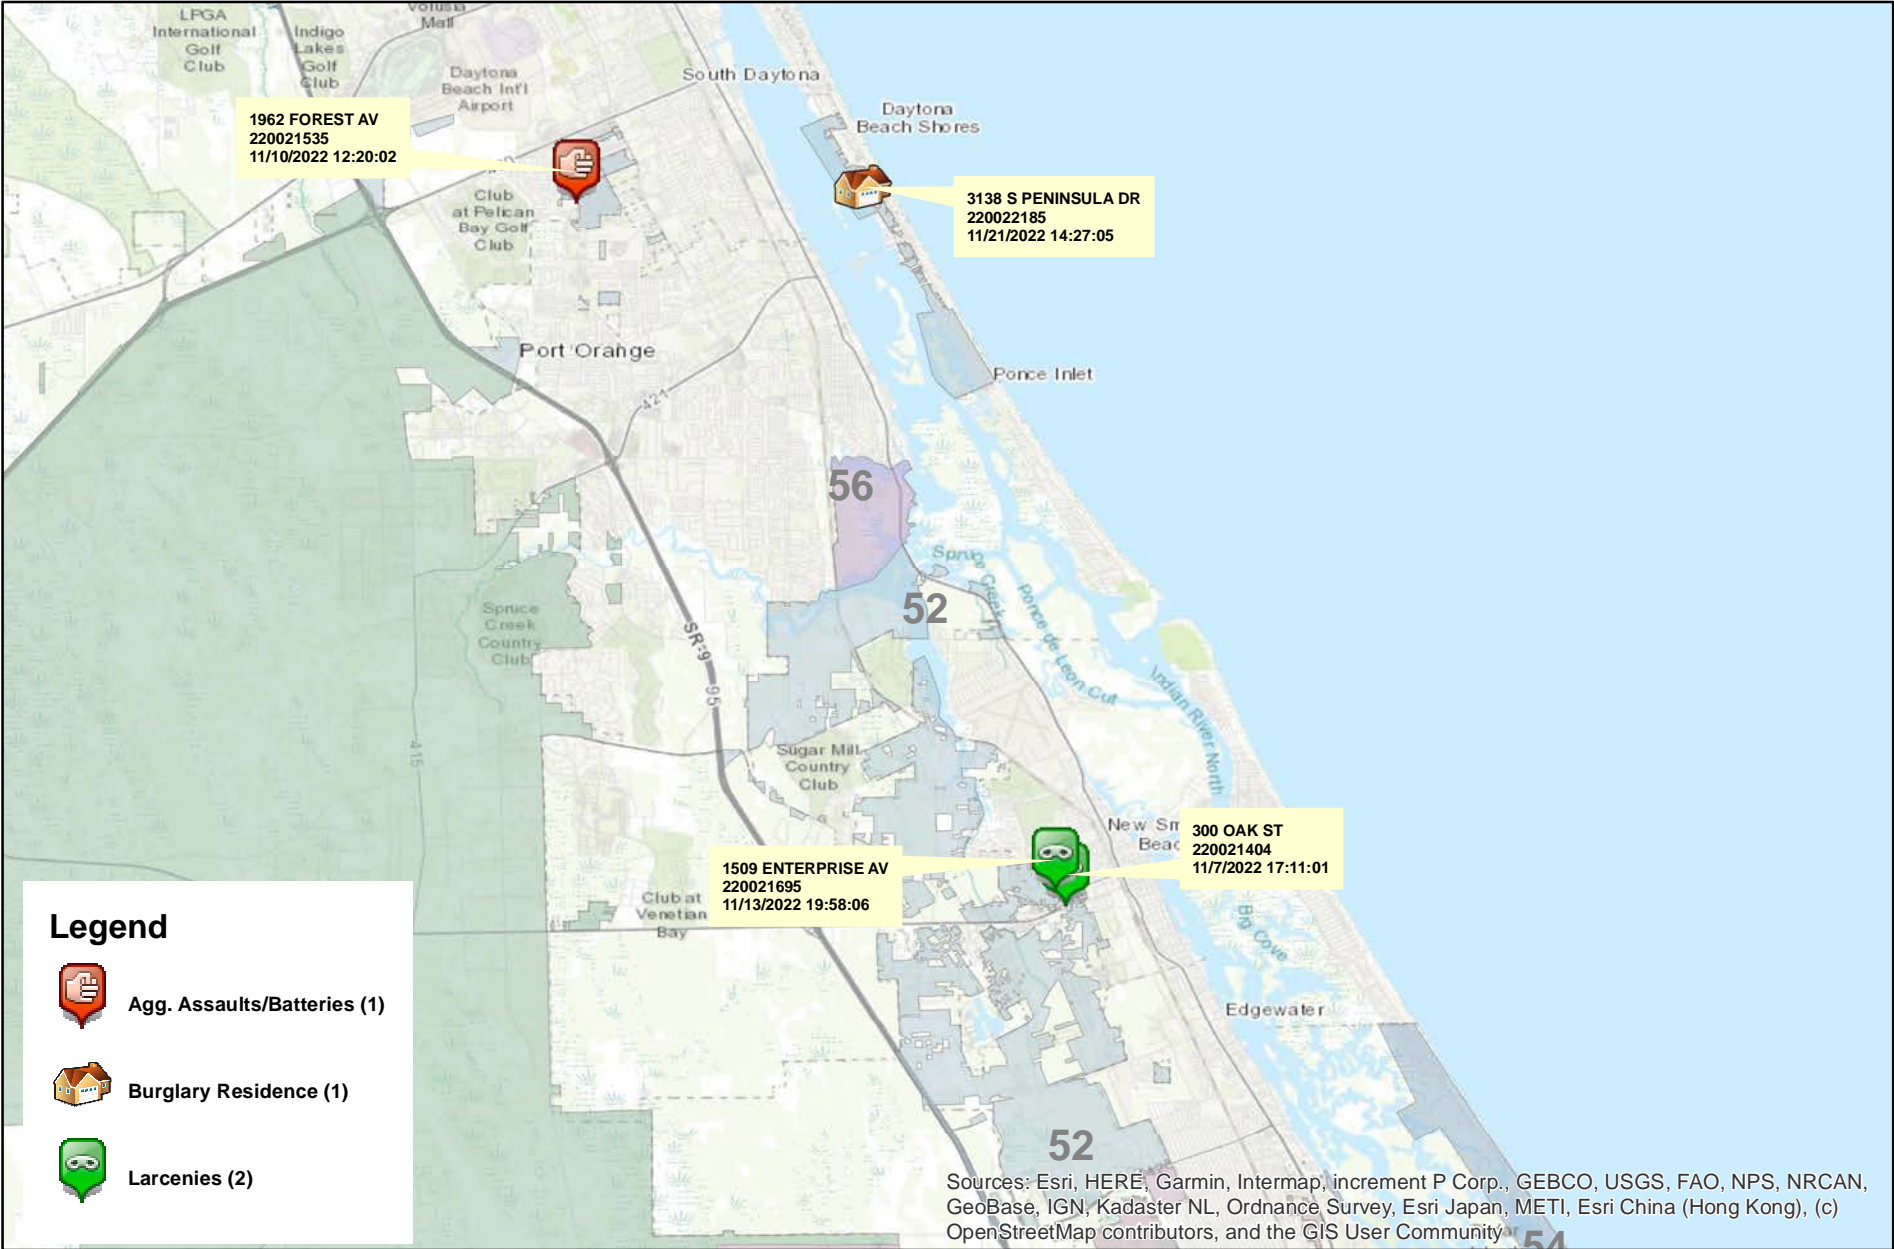 LPGA
International
Golf
Club
Indigo
Lakes
Golf
Club
Volusia
Mall
Daytona
Beach Int'l
Airport
South Daytona
Daytona
Beach Shores
1962 FOREST AV
220021535
11/10/2022 12:20:02
3138 S PENINSULA DR
220022185
11/21/2022 14:27:05
Club
at Pelican
Bay Golf
Club
Port Orange
Ponce Inlet
421
56
Spruce Creek
52
Ponce de Leon Cut
Spruce
Creek
Country
Club
SR-9
95
Indian River North
415
Sugar Mill
Country
Club
New Sm
Beac
300 OAK ST
220021404
11/7/2022 17:11:01
1509 ENTERPRISE AV
220021695
11/13/2022 19:58:06
Club at
Venetian
Bay
Big Cove
Edgewater
Legend
Agg. Assaults/Batteries (1)
Burglary Residence (1)
Larcenies (2)
52
Sources: Esri, HERE, Garmin, Intermap, increment P Corp., GEBCO, USGS, FAO, NPS, NRCAN,
GeoBase, IGN, Kadaster NL, Ordnance Survey, Esri Japan, METI, Esri China (Hong Kong), (c)
OpenStreetMap contributors, and the GIS User Community
54